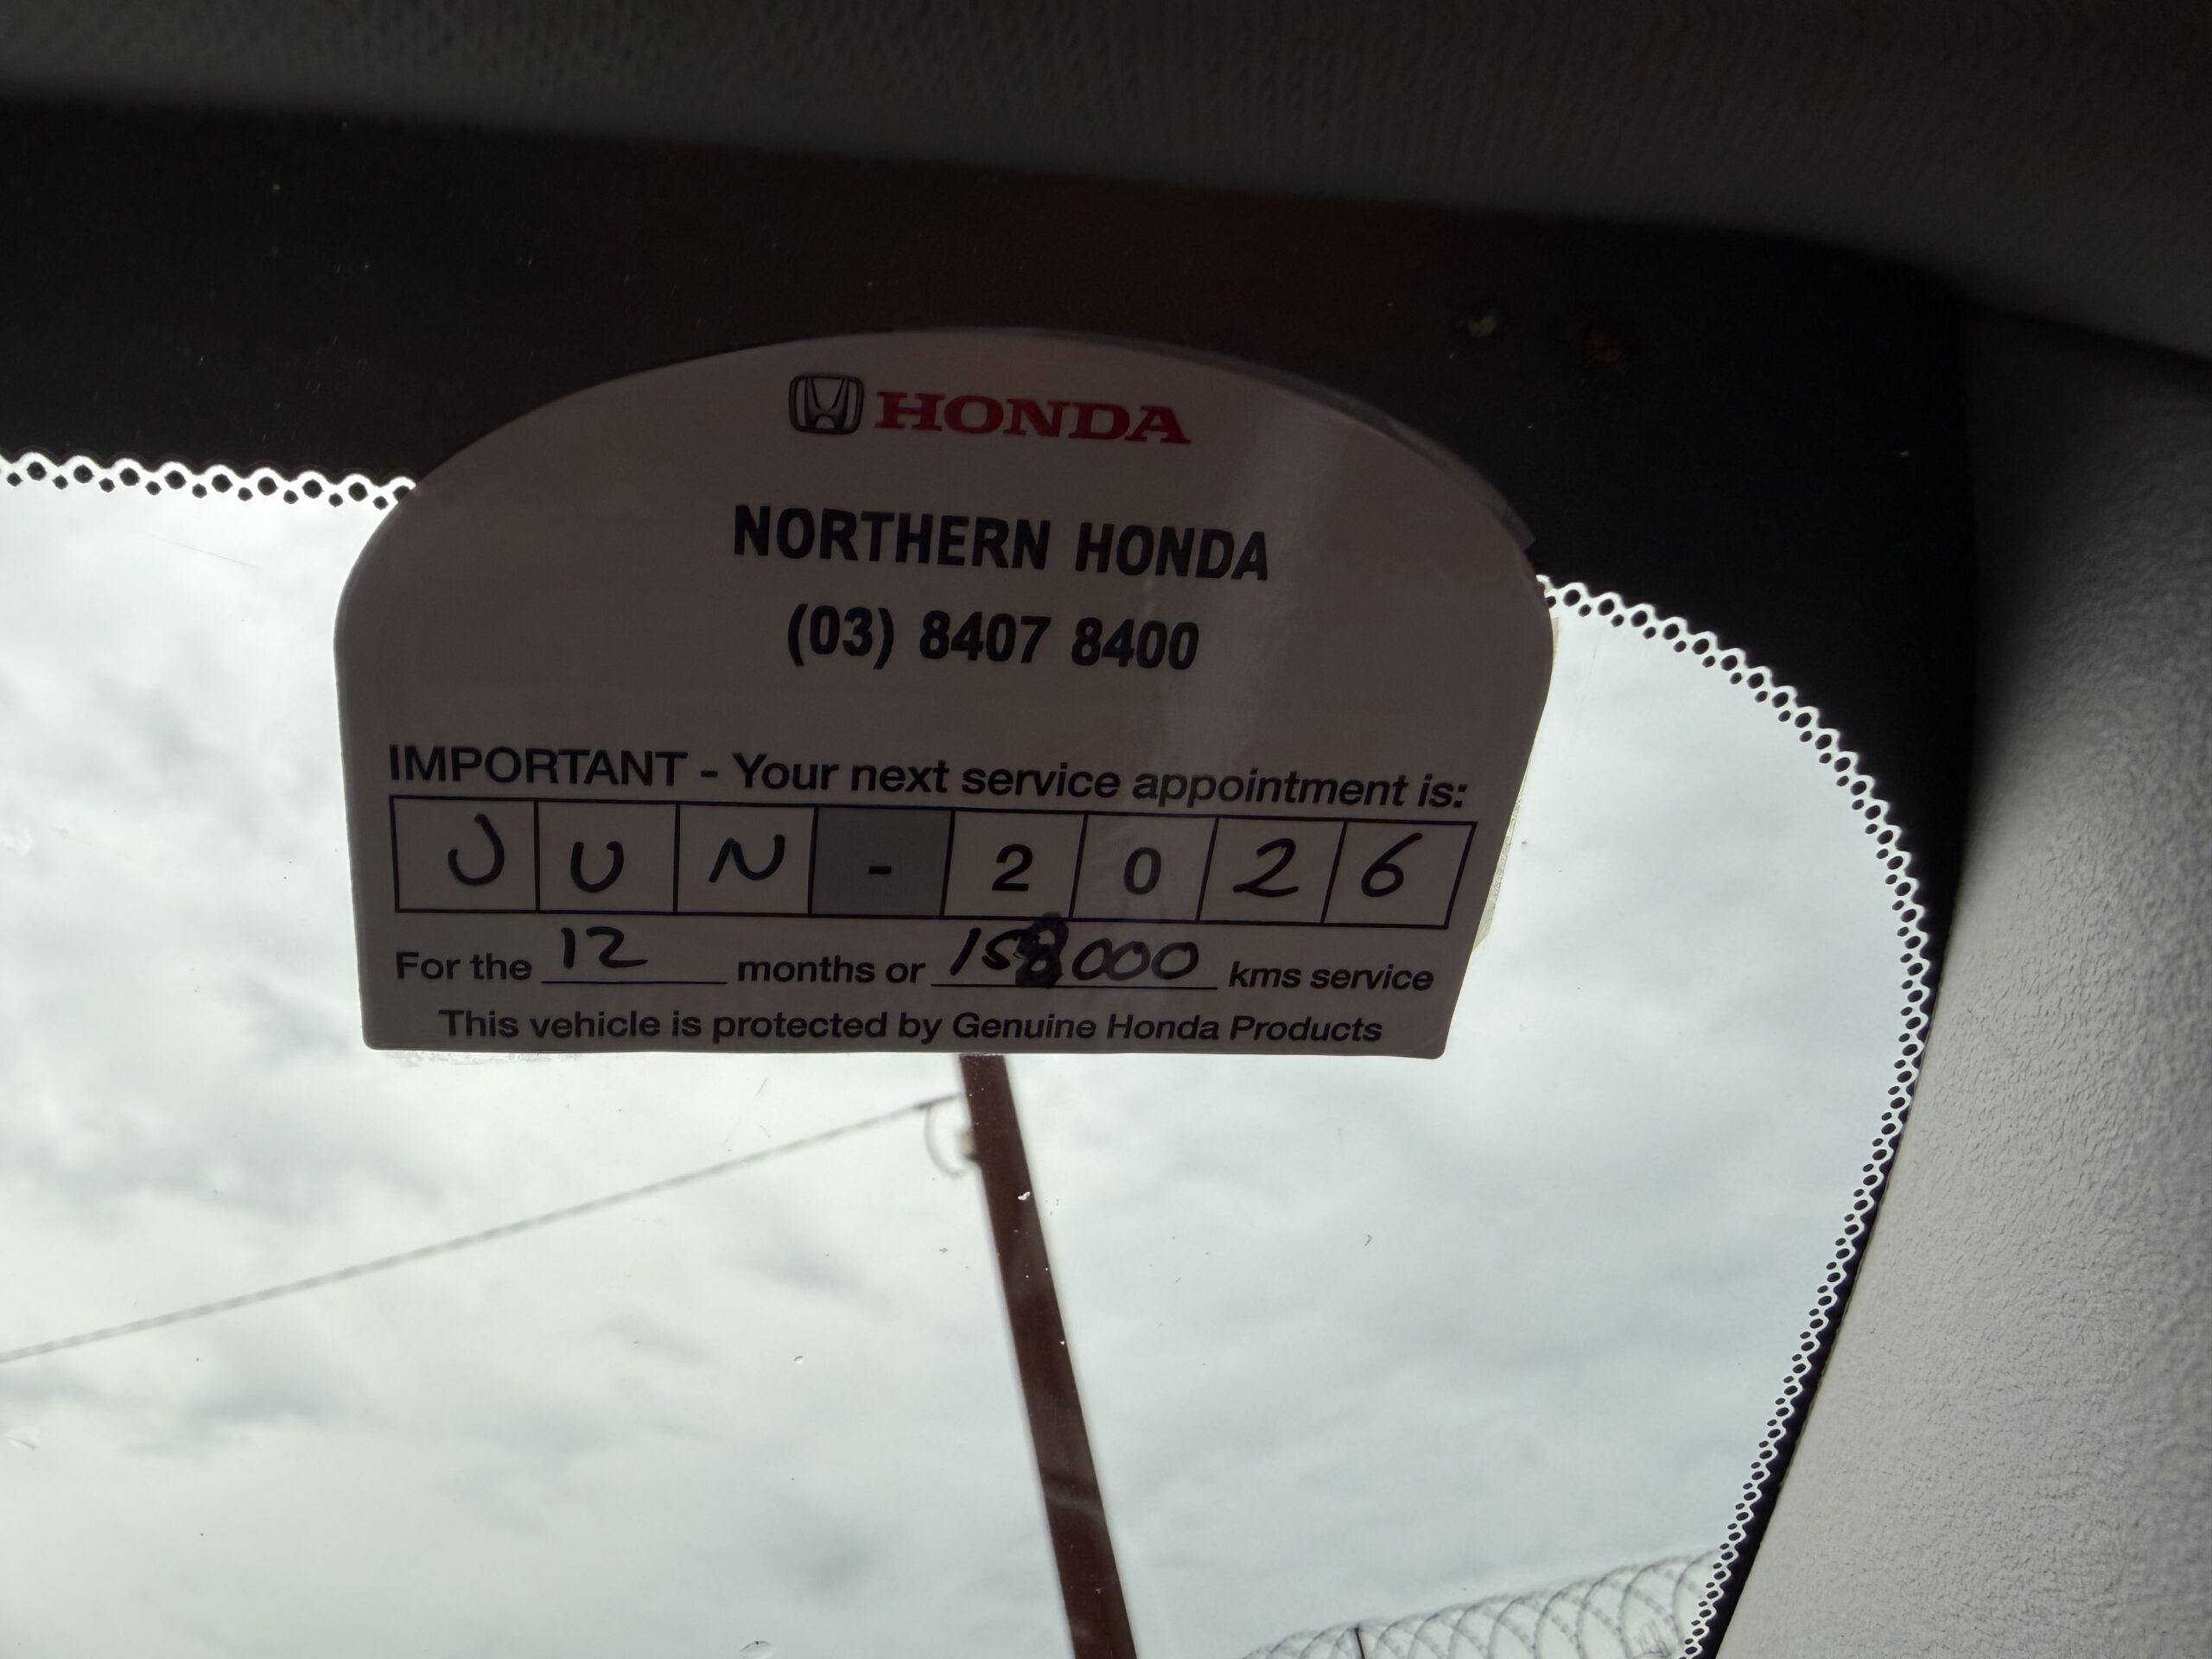 HONDA
NORTHERN HONDA
(03) 8407 8400
IMPORTANT - Your next service appointment is:
JUN - 2026
For the 12 months or 158000 kms service
This vehicle is protected by Genuine Honda Products